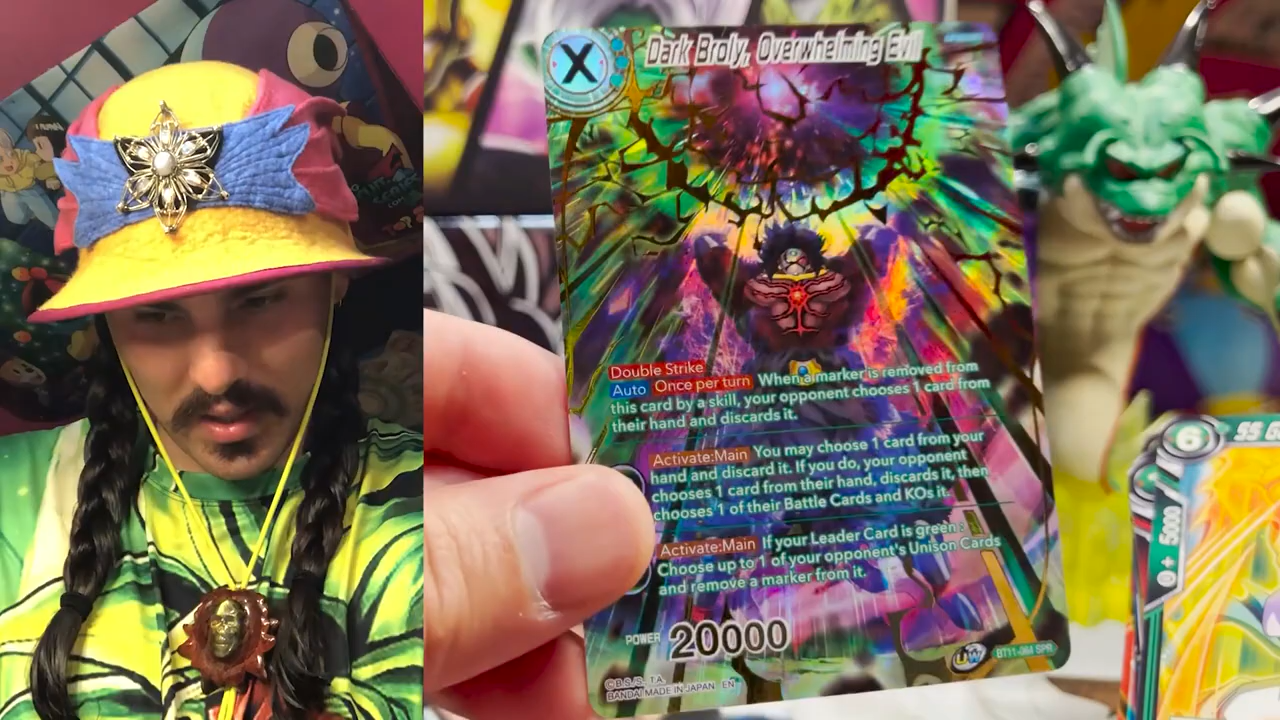 X
Dark Broly, Overwhelming Evil
Double Strike
Auto Once per turn When a marker is removed from
this card by a skill, your opponent chooses 1 card from
their hand and discards it.
Activate:Main You may choose 1 card from your
hand and discard it. If you do, your opponent
chooses 1 card from their hand, discards it, then
chooses 1 of their Battle Cards and KOs it.
Activate:Main If your Leader Card is green :
Choose up to 1 of your opponent's Unison Cards
and remove a marker from it.
POWER 20000
UW
BT11-064 SPR
©B.S./S., T.A.
BANDAI MADE IN JAPAN EN
6
SS
0+ 5000